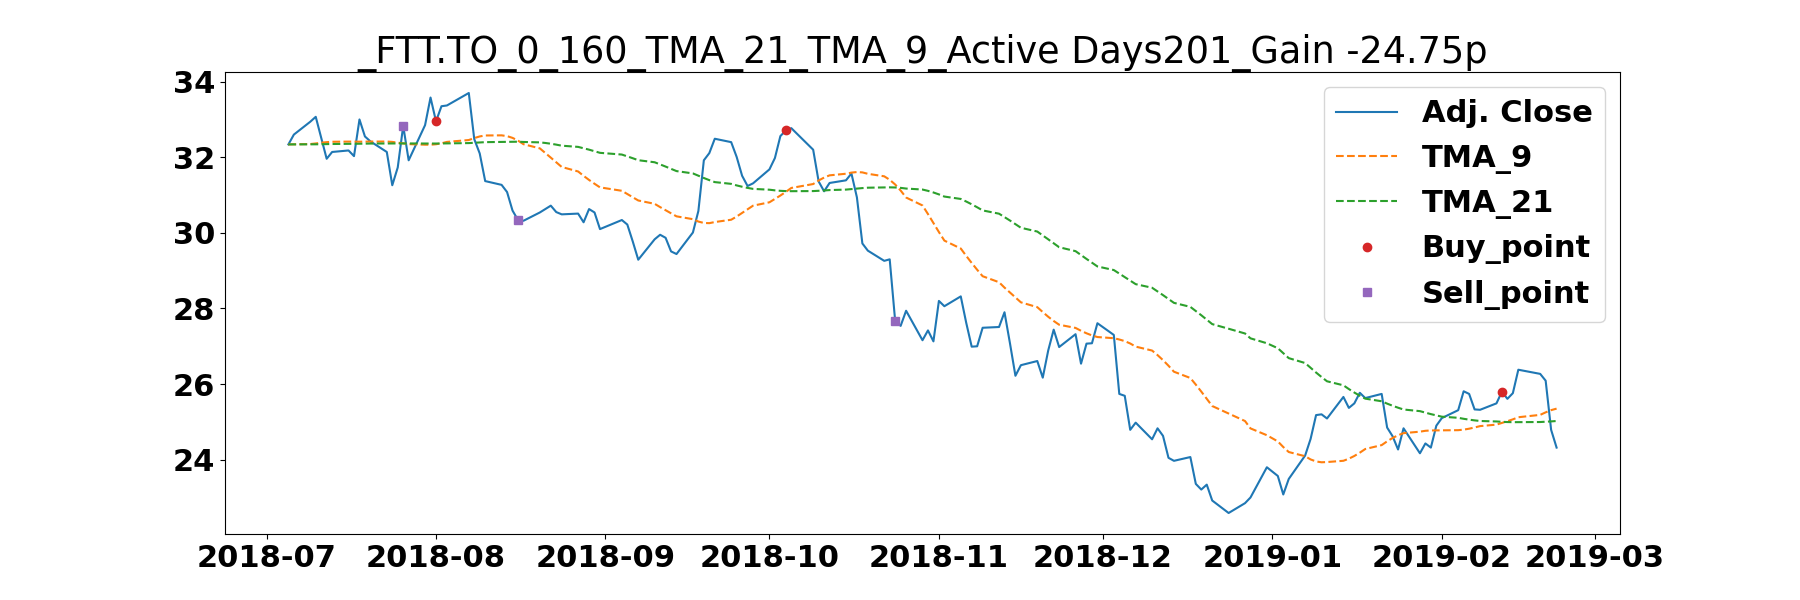 _FTT.TO_0_160_TMA_21_TMA_9_Active Days201_Gain -24.75p
34
32
30
28
26
24
Adj. Close
TMA_9
TMA_21
Buy_point
Sell_point
2018-07 2018-08 2018-09 2018-10 2018-11 2018-12 2019-01 2019-02 2019-03